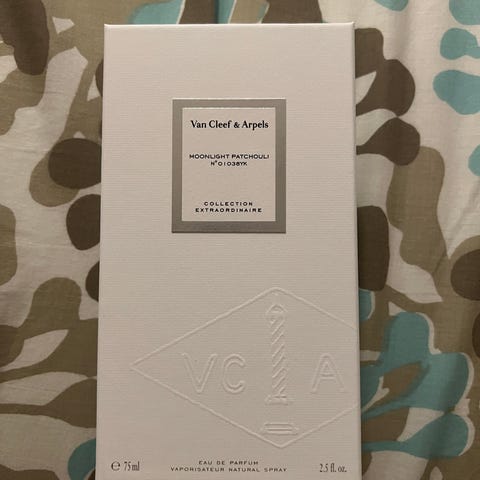 Van Cleef & Arpels
MOONLIGHT PATCHOULI
N°01038YK
COLLECTION
EXTRAORDINAIRE
VC A
EAU DE PARFUM
℮ 75 ml VAPORISATEUR NATURAL SPRAY 2.5 fl. oz.